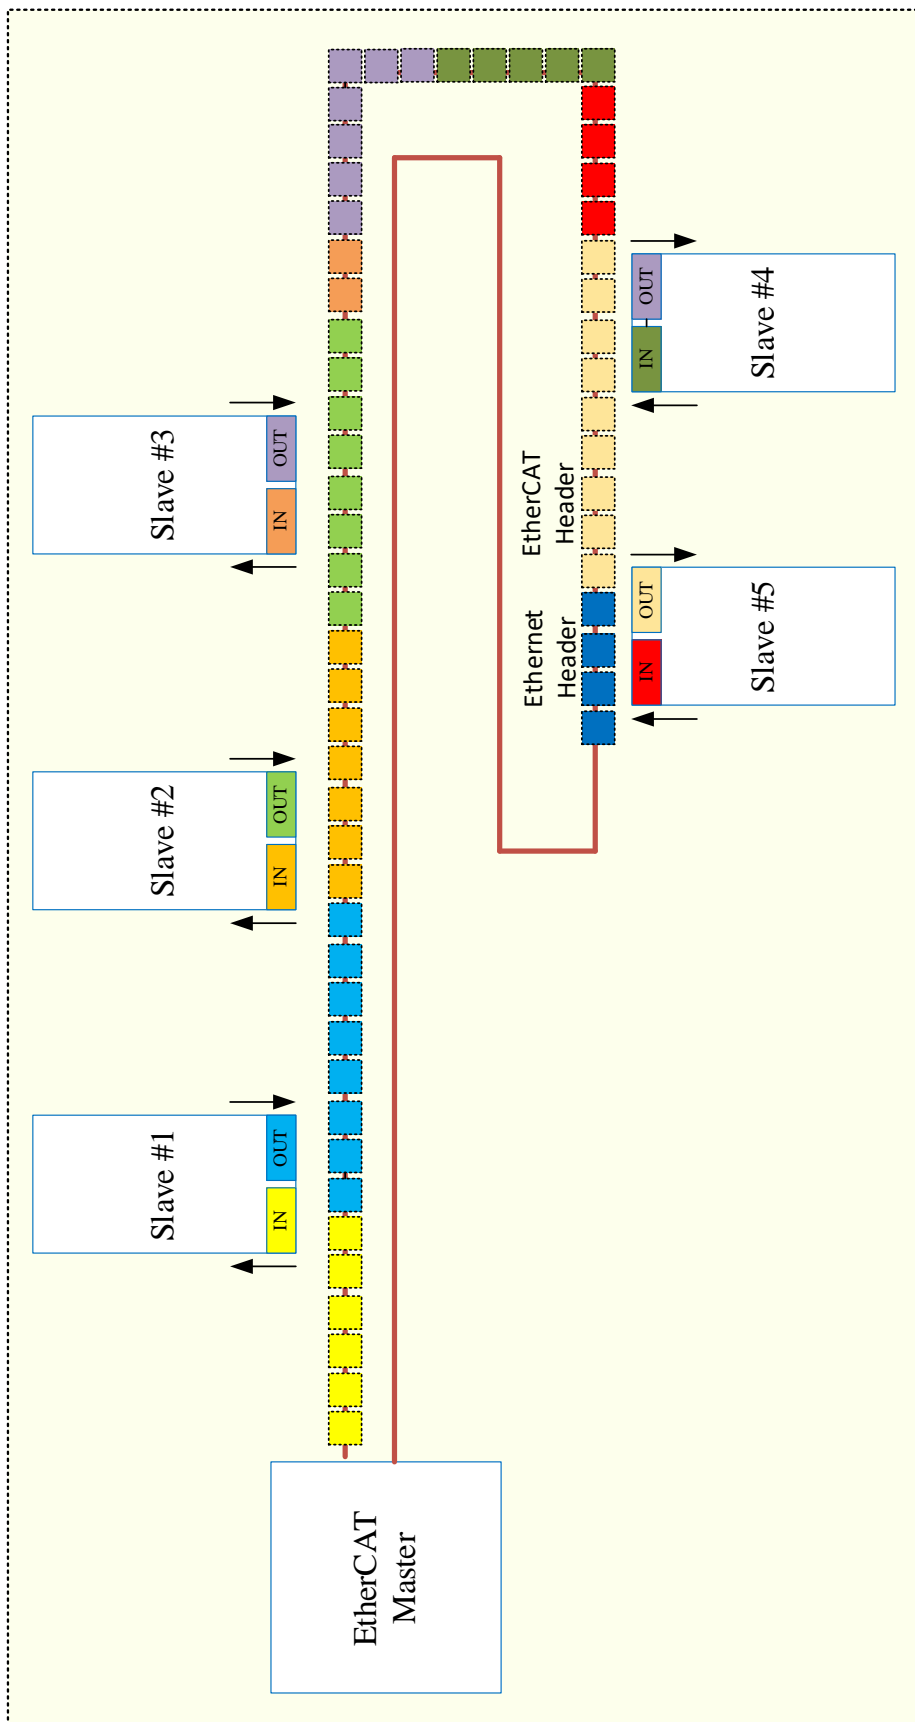 EtherCAT
Master
Slave #1
IN
OUT
Slave #2
IN
OUT
Slave #3
IN
OUT
Ethernet
Header
EtherCAT
Header
Slave #5
IN
OUT
Slave #4
IN
OUT